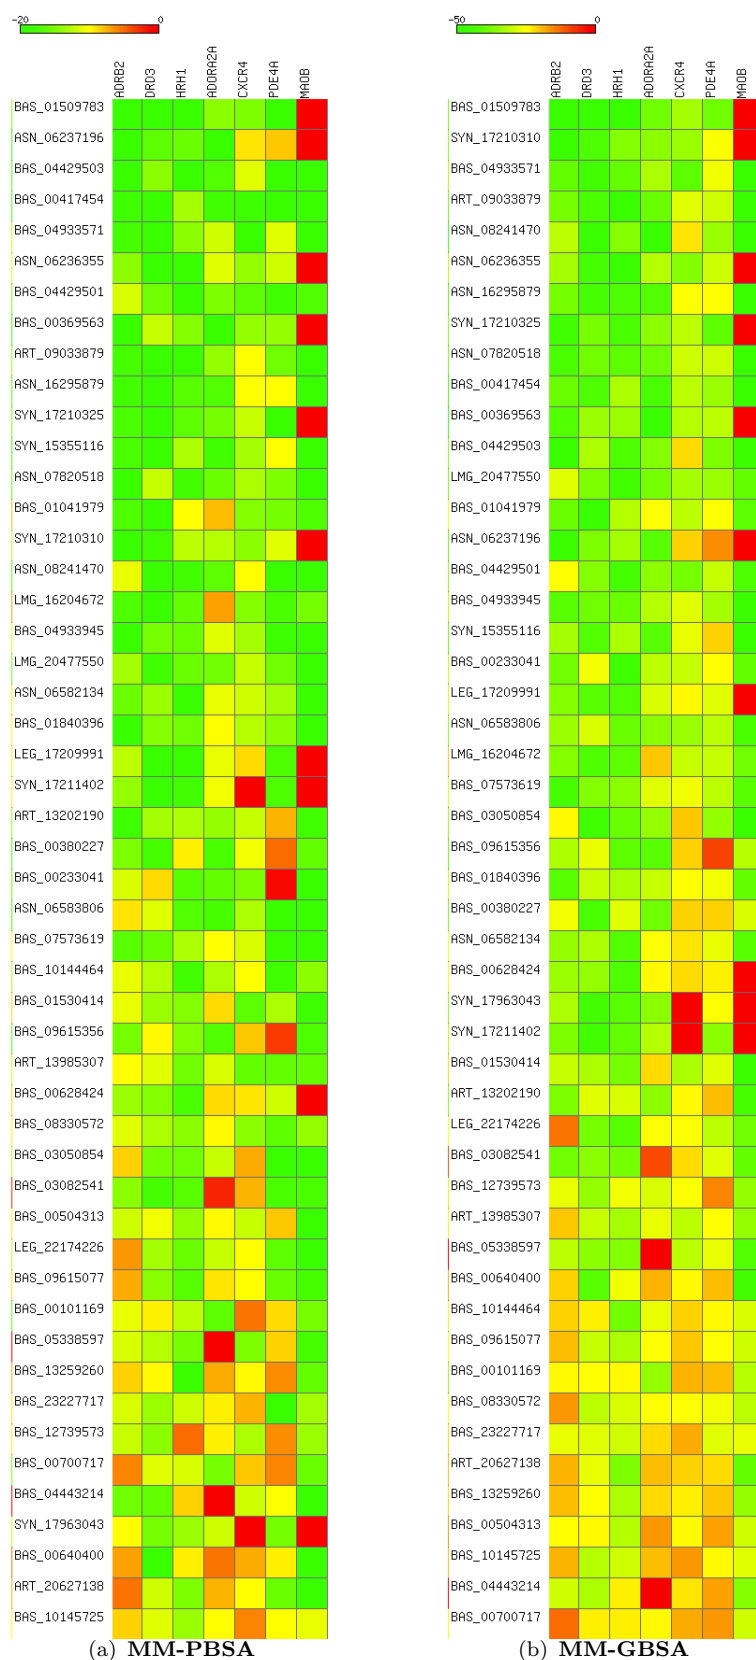 -20 0
-50 0
ADRB2 DRD3 HRH1 ADORA2A CXCR4 PDE4A MAOB
ADRB2 DRD3 HRH1 ADORA2A CXCR4 PDE4A MAOB
BAS_01509783
ASN_06237196
BAS_04429503
BAS_00417454
BAS_04933571
ASN_06236355
BAS_04429501
BAS_00369563
ART_09033879
ASN_16295879
SYN_17210325
SYN_15355116
ASN_07820518
BAS_01041979
SYN_17210310
ASN_08241470
LMG_16204672
BAS_04933945
LMG_20477550
ASN_06582134
BAS_01840396
LEG_17209991
SYN_17211402
ART_13202190
BAS_00380227
BAS_00233041
ASN_06583806
BAS_07573619
BAS_10144464
BAS_01530414
BAS_09615356
ART_13985307
BAS_00628424
BAS_08330572
BAS_03050854
BAS_03082541
BAS_00504313
LEG_22174226
BAS_09615077
BAS_00101169
BAS_05338597
BAS_13259260
BAS_23227717
BAS_12739573
BAS_00700717
BAS_04443214
SYN_17963043
BAS_00640400
ART_20627138
BAS_10145725
(a) MM-PBSA
BAS_01509783
SYN_17210310
BAS_04933571
ART_09033879
ASN_08241470
ASN_06236355
ASN_16295879
SYN_17210325
ASN_07820518
BAS_00417454
BAS_00369563
BAS_04429503
LMG_20477550
BAS_01041979
ASN_06237196
BAS_04429501
BAS_04933945
SYN_15355116
BAS_00233041
LEG_17209991
ASN_06583806
LMG_16204672
BAS_07573619
BAS_03050854
BAS_09615356
BAS_01840396
BAS_00380227
ASN_06582134
BAS_00628424
SYN_17963043
SYN_17211402
BAS_01530414
ART_13202190
LEG_22174226
BAS_03082541
BAS_12739573
ART_13985307
BAS_05338597
BAS_00640400
BAS_10144464
BAS_09615077
BAS_00101169
BAS_08330572
BAS_23227717
ART_20627138
BAS_13259260
BAS_00504313
BAS_10145725
BAS_04443214
BAS_00700717
(b) MM-GBSA